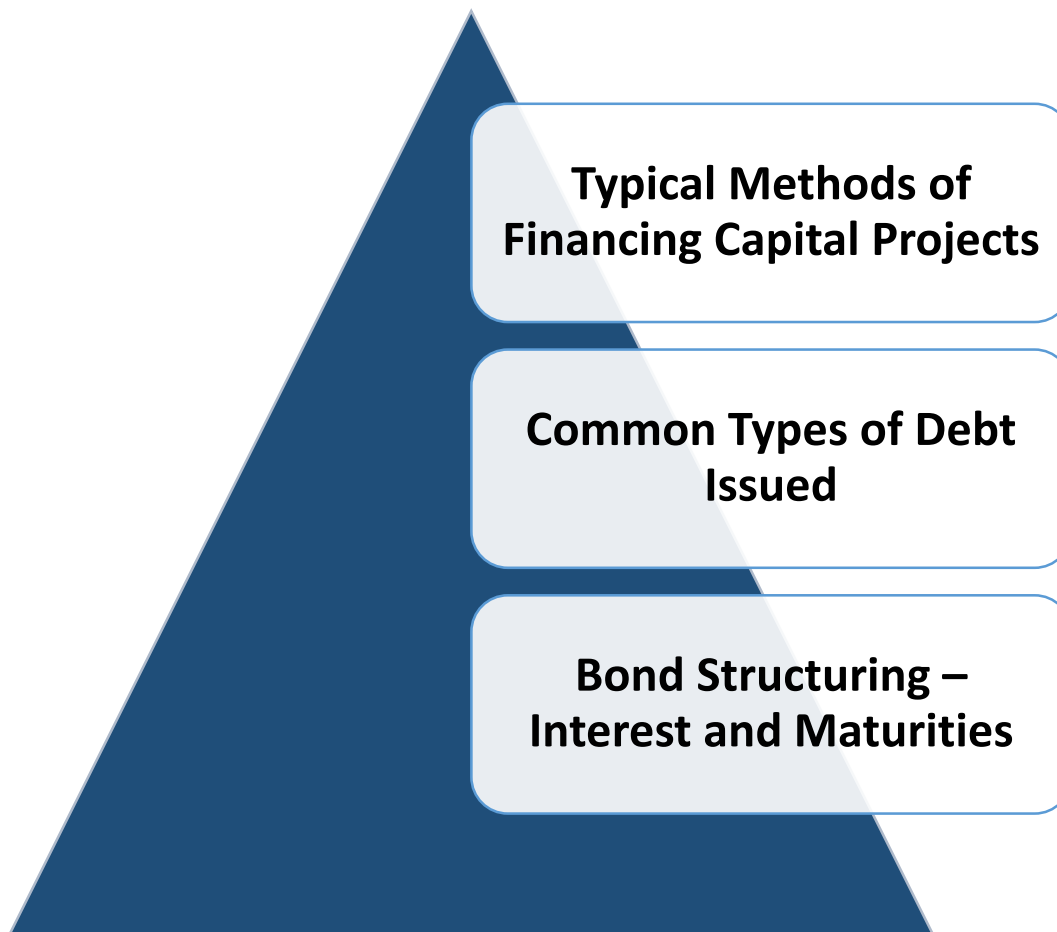 Typical Methods of
Financing Capital Projects
Common Types of Debt
Issued
Bond Structuring –
Interest and Maturities